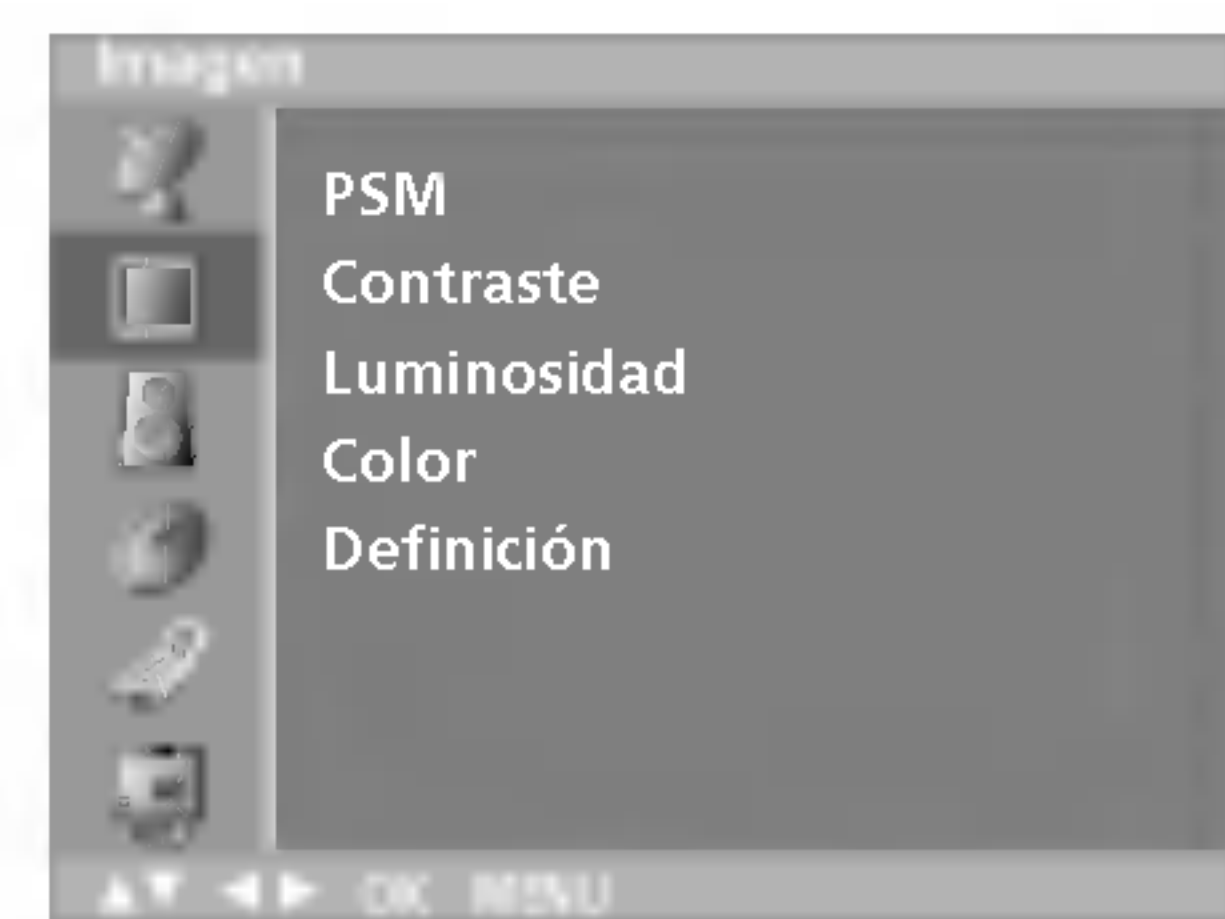 Imagen
PSM
Contraste
Luminosidad
Color
Definición
▲▼ ◀ ▶ OK MENU